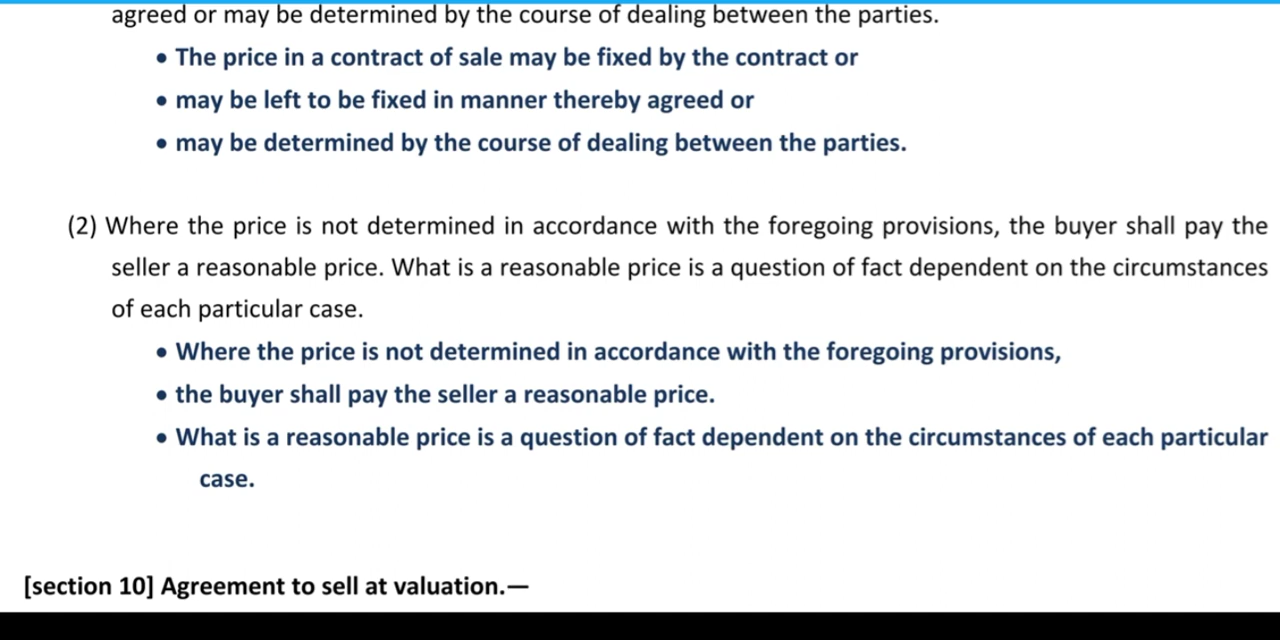 agreed or may be determined by the course of dealing between the parties.
• The price in a contract of sale may be fixed by the contract or
• may be left to be fixed in manner thereby agreed or
• may be determined by the course of dealing between the parties.
(2) Where the price is not determined in accordance with the foregoing provisions, the buyer shall pay the
seller a reasonable price. What is a reasonable price is a question of fact dependent on the circumstances
of each particular case.
• Where the price is not determined in accordance with the foregoing provisions,
• the buyer shall pay the seller a reasonable price.
• What is a reasonable price is a question of fact dependent on the circumstances of each particular
case.
[section 10] Agreement to sell at valuation.—